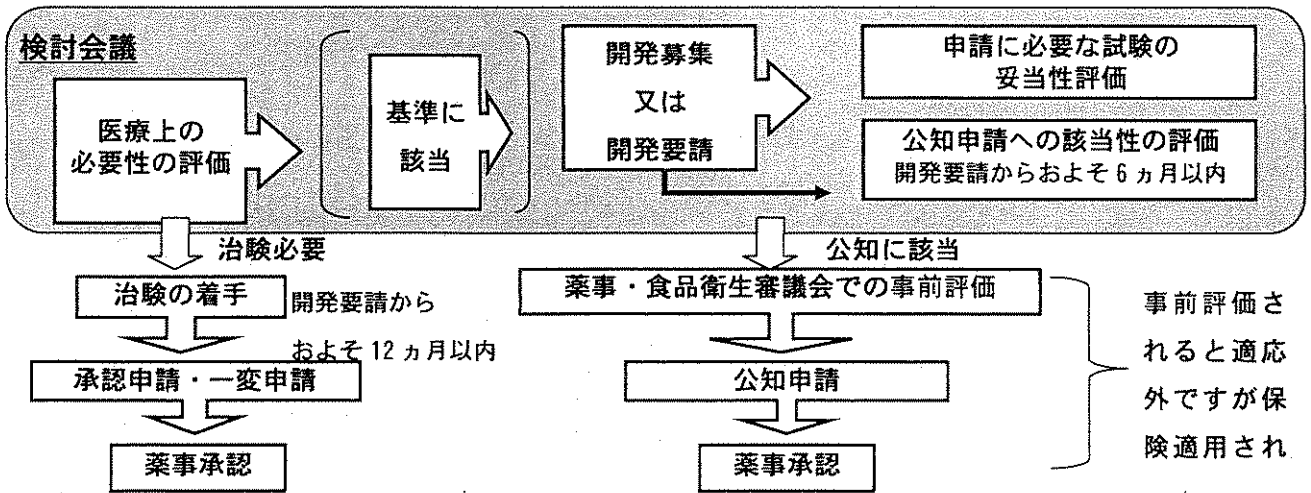 検討会議
医療上の
必要性の評価
基準に
該当
開発募集
又は
開発要請
申請に必要な試験の
妥当性評価
公知申請への該当性の評価
開発要請からおよそ6ヵ月以内
治験必要
公知に該当
治験の着手
開発要請から
およそ12ヵ月以内
承認申請・一変申請
薬事承認
薬事・食品衛生審議会での事前評価
公知申請
薬事承認
事前評価さ
れると適応
外ですが保
険適用され